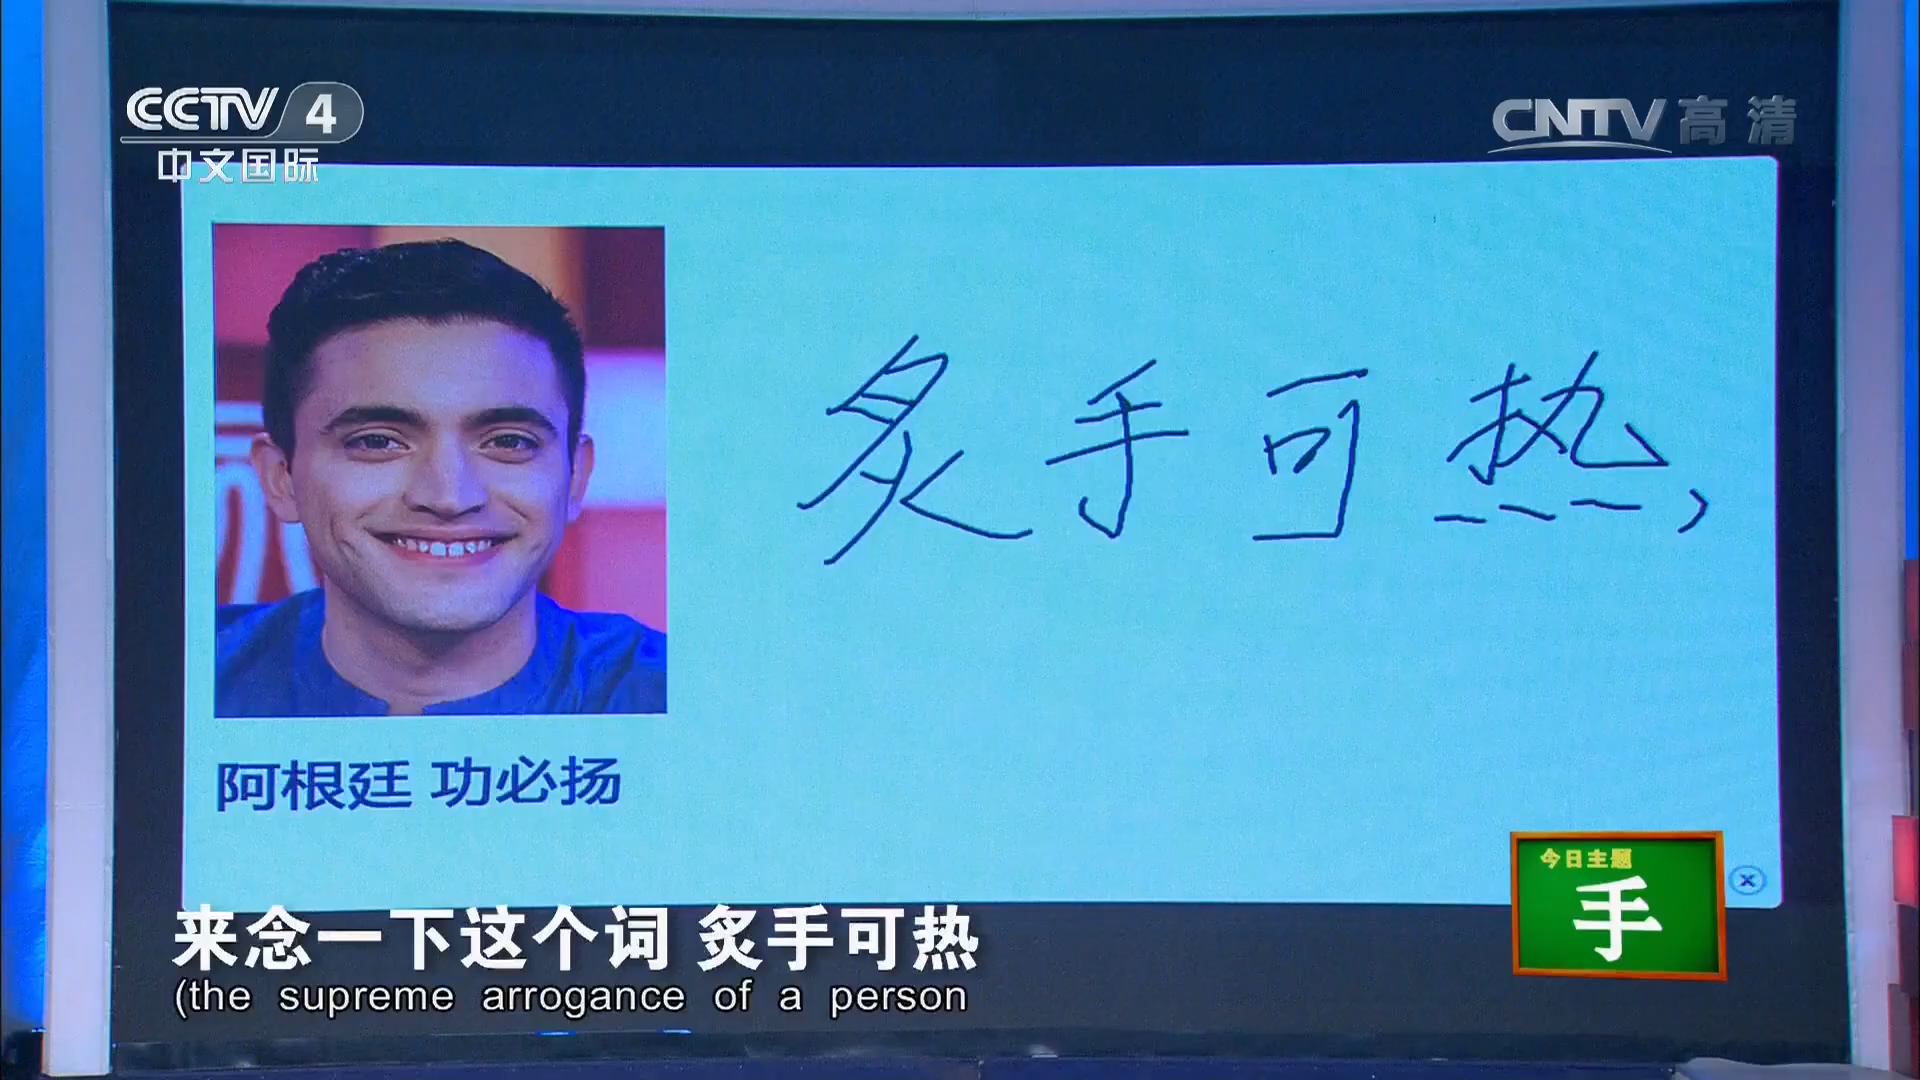 CCTV 4
中文国际
CNTV 高清
炙手可热
阿根廷 功必扬
今日主题
手
来念一下这个词 炙手可热
(the supreme arrogance of a person